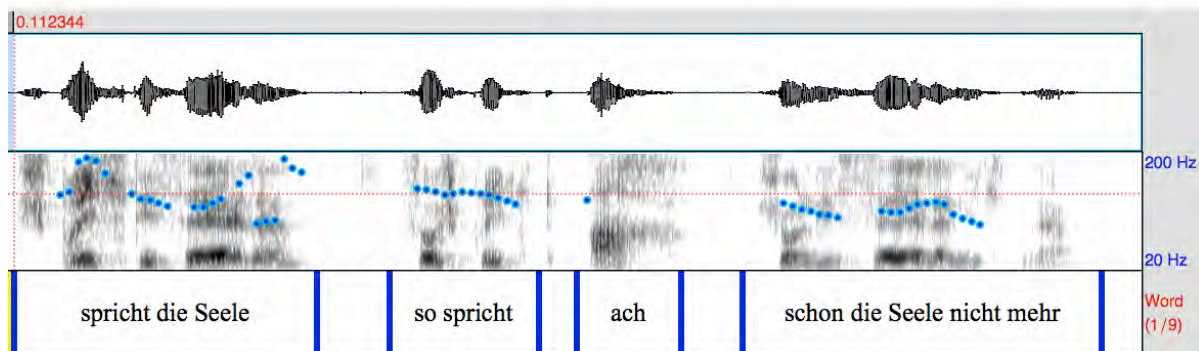 0.112344
200 Hz
20 Hz
spricht die Seele
so spricht
ach
schon die Seele nicht mehr
Word
(1/9)